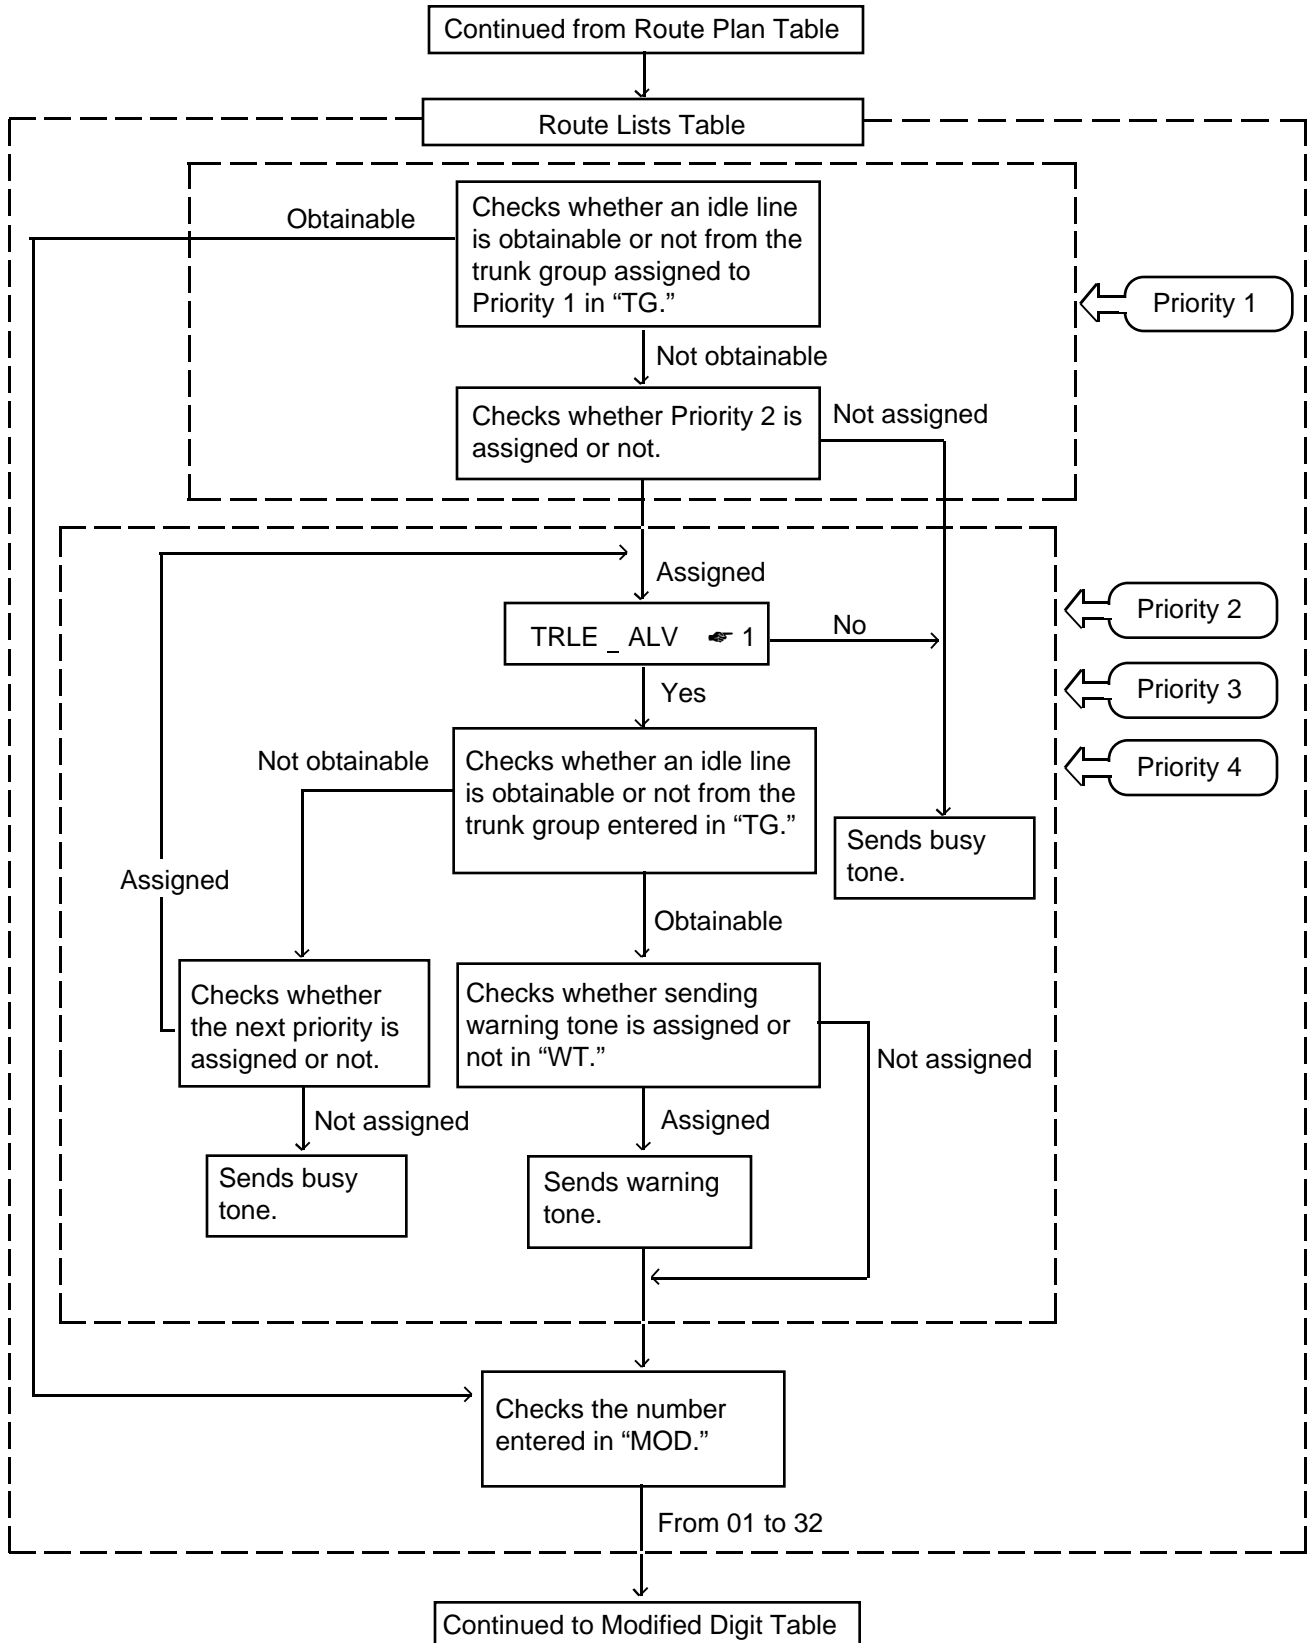 Continued from Route Plan Table
Route Lists Table
Obtainable
Checks whether an idle line
is obtainable or not from the
trunk group assigned to
Priority 1 in “TG.”
Priority 1
Not obtainable
Checks whether Priority 2 is
assigned or not.
Not assigned
Assigned
TRLE _ ALV ☛ 1
No
Priority 2
Yes
Priority 3
Not obtainable
Checks whether an idle line
is obtainable or not from the
trunk group entered in “TG.”
Priority 4
Sends busy
tone.
Assigned
Obtainable
Checks whether
the next priority is
assigned or not.
Checks whether sending
warning tone is assigned or
not in “WT.”
Not assigned
Not assigned
Assigned
Sends busy
tone.
Sends warning
tone.
Checks the number
entered in “MOD.”
From 01 to 32
Continued to Modified Digit Table